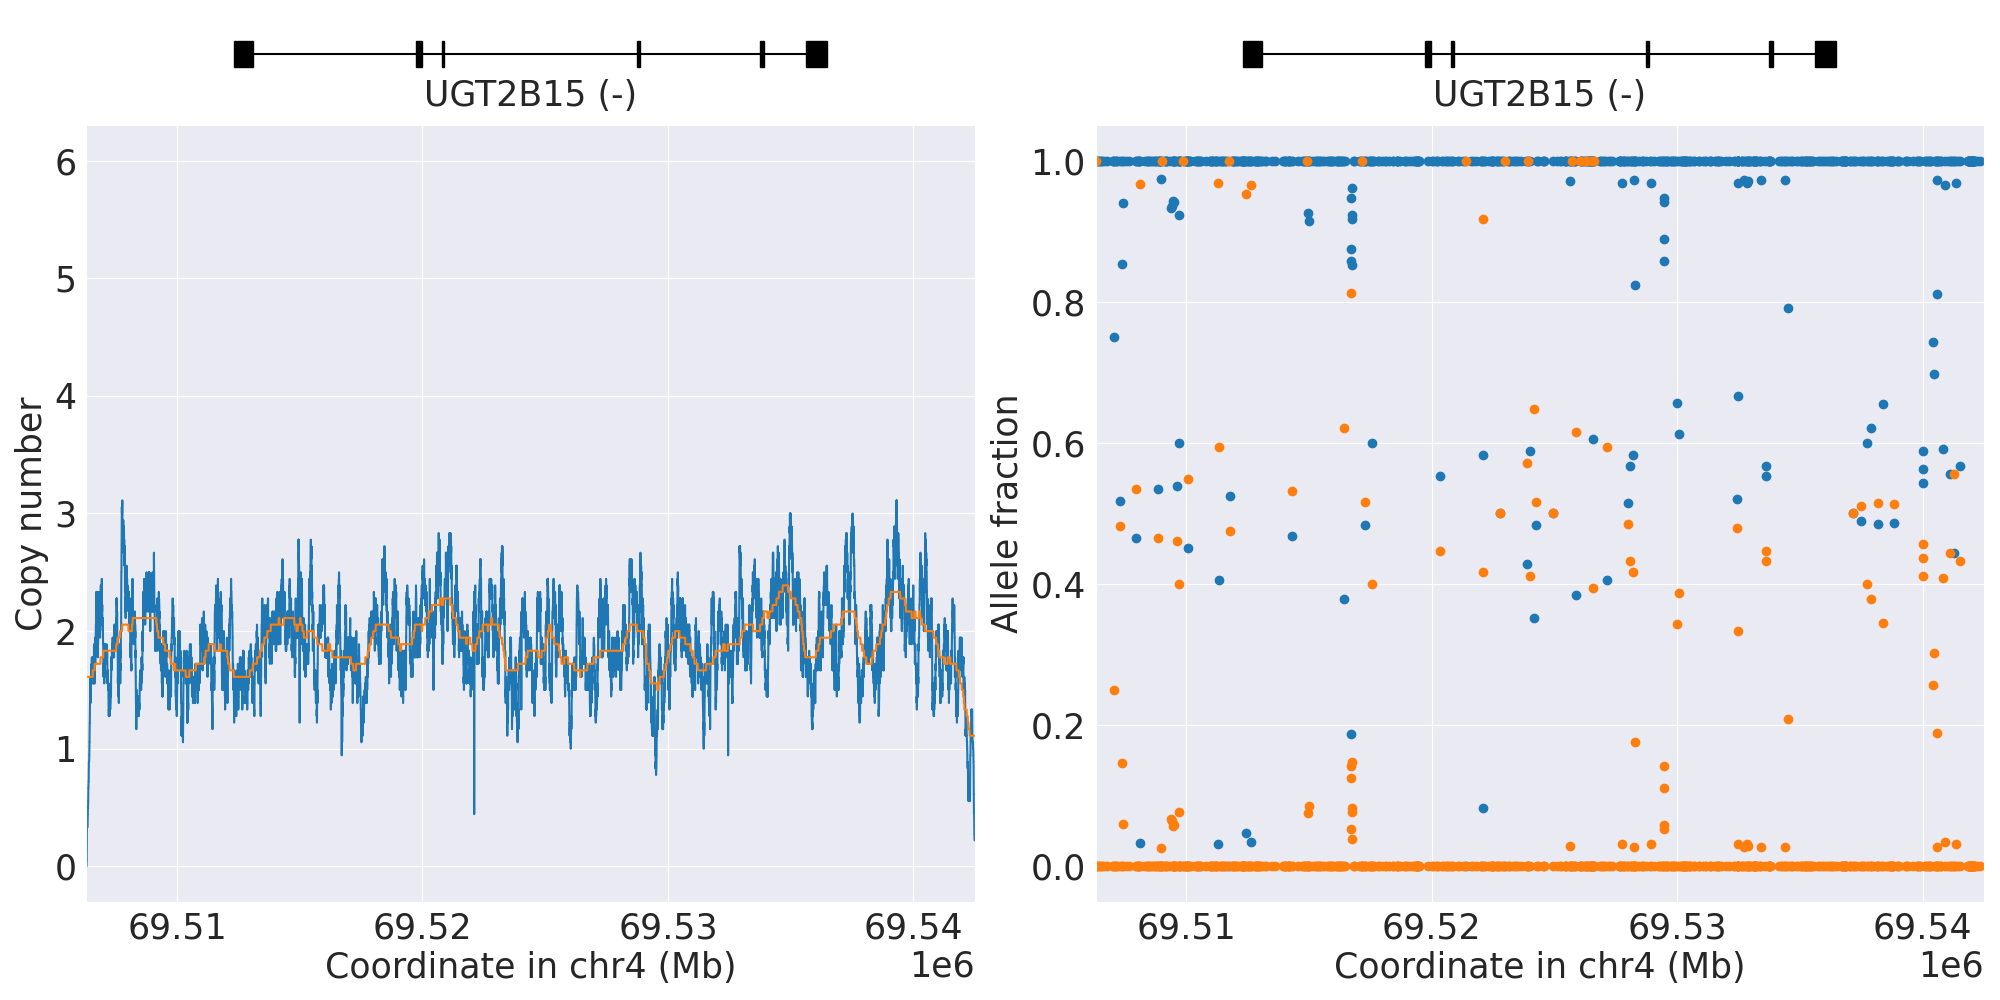 UGT2B15 (-)
UGT2B15 (-)
Copy number
6
5
4
3
2
1
0
69.51 69.52 69.53 69.54
Coordinate in chr4 (Mb) 1e6
Allele fraction
1.0
0.8
0.6
0.4
0.2
0.0
69.51 69.52 69.53 69.54
Coordinate in chr4 (Mb) 1e6